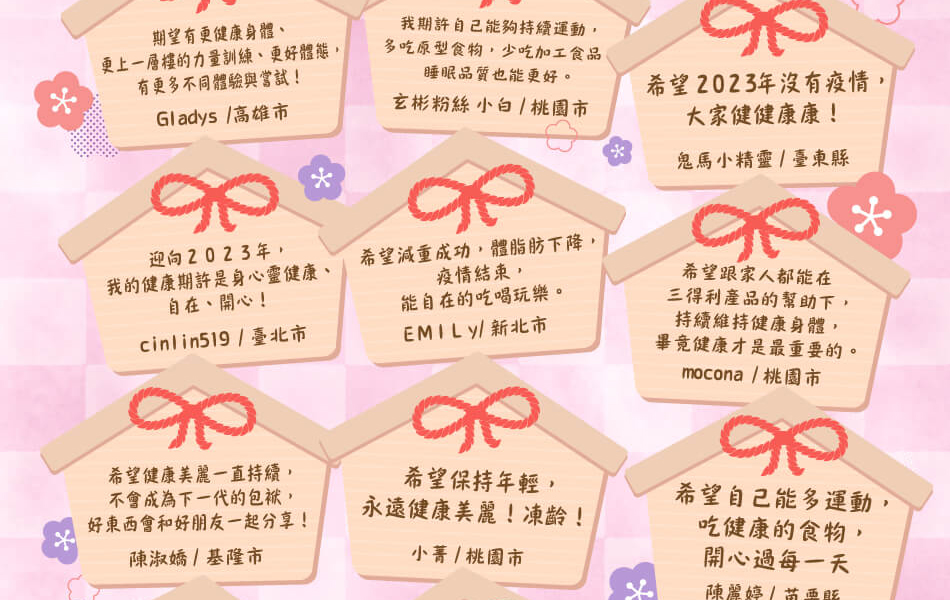 期望有更健康身體、
更上一層樓的力量訓練、更好體態，
有更多不同體驗與嘗試！
Gladys /高雄市
我期許自己能夠持續運動，
多吃原型食物，少吃加工食品
睡眠品質也能更好。
玄彬粉絲 小白 / 桃園市
希望 2023年沒有疫情，
大家健健康康！
鬼馬小精靈 / 臺東縣
迎向２０２３年，
我的健康期許是身心靈健康、
自在、開心！
cinlin519 / 臺北市
希望減重成功，體脂肪下降，
疫情結束，
能自在的吃喝玩樂。
EMILy/ 新北市
希望跟家人都能在
三得利產品的幫助下，
持續維持健康身體，
畢竟健康才是最重要的。
mocona / 桃園市
希望健康美麗一直持續，
不會成為下一代的包袱，
好東西會和好朋友一起分享！
陳淑嬌 / 基隆市
希望保持年輕，
永遠健康美麗！凍齡！
小菁 / 桃園市
希望自己能多運動，
吃健康的食物，
開心過每一天
陳麗婷 / 苗栗縣